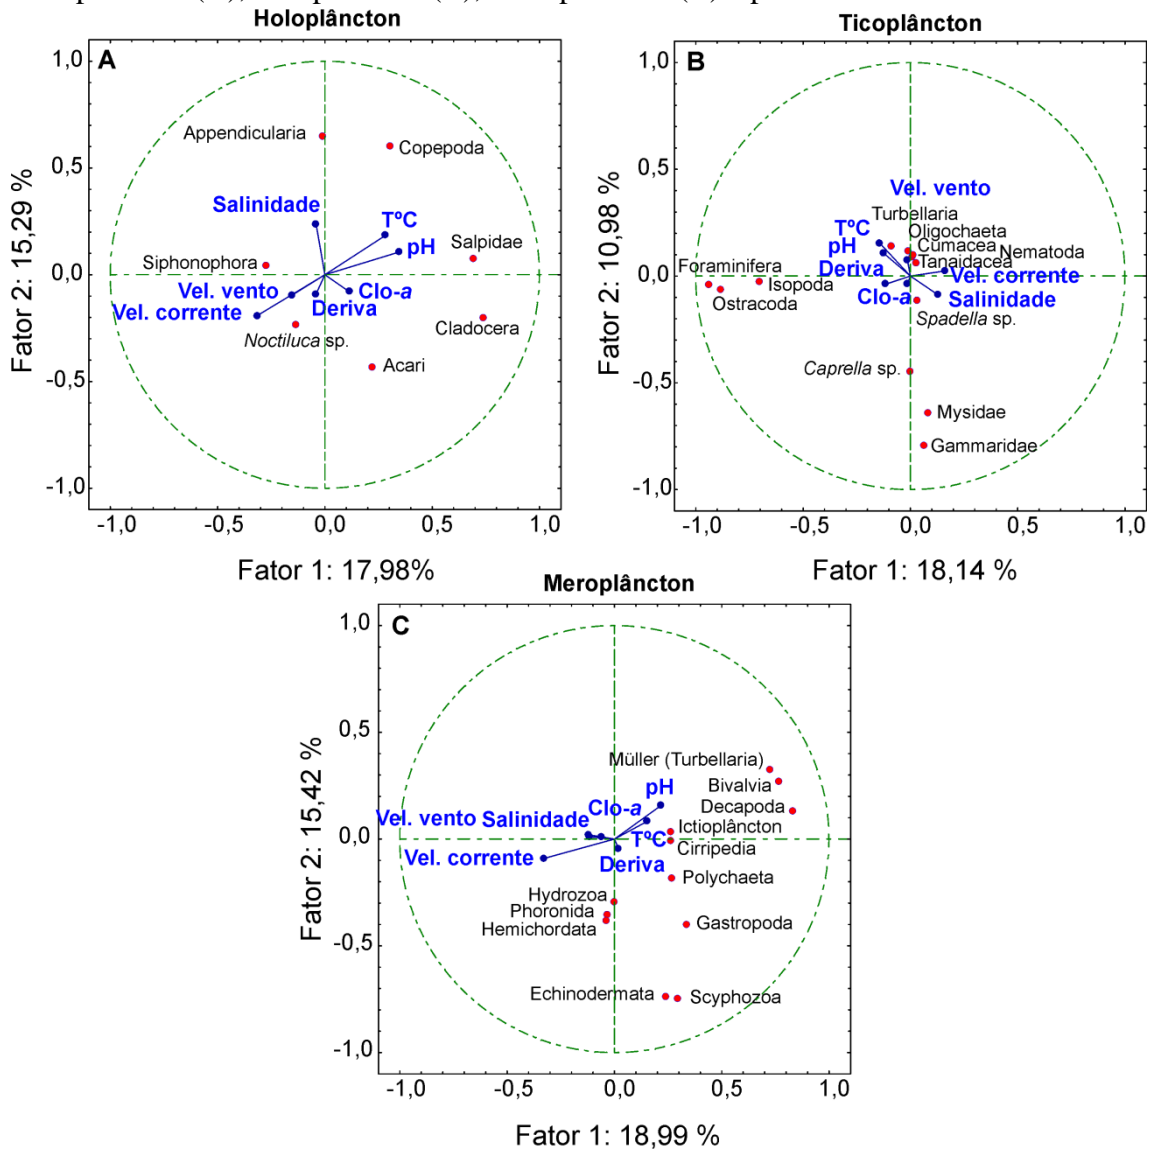 Holoplâncton
A
1,0
0,5
0,0
-0,5
-1,0
Fator 2: 15,29 %
Appendicularia
Copepoda
Salinidade
TºC
pH
Salpidae
Siphonophora
Vel. vento
Clo-a
Vel. corrente
Deriva
Cladocera
Noctiluca sp.
Acari
-1,0 -0,5 0,0 0,5 1,0
Fator 1: 17,98%
Ticoplâncton
B
1,0
0,5
0,0
-0,5
-1,0
Fator 2: 10,98 %
Vel. vento
Turbellaria
TºC
Oligochaeta
pH
Cumacea
Nematoda
Deriva
Tanaidacea
Foraminifera
Isopoda
Vel. corrente
Ostracoda
Clo-a
Salinidade
Spadella sp.
Caprella sp.
Mysidae
Gammaridae
-1,0 -0,5 0,0 0,5 1,0
Fator 1: 18,14 %
Meroplâncton
C
1,0
0,5
0,0
-0,5
-1,0
Fator 2: 15,42 %
Müller (Turbellaria)
pH
Bivalvia
Clo-a
Decapoda
Vel. vento Salinidade
Ictioplâncton
TºC
Cirripedia
Vel. corrente
Deriva
Polychaeta
Hydrozoa
Phoronida
Gastropoda
Hemichordata
Echinodermata
Scyphozoa
-1,0 -0,5 0,0 0,5 1,0
Fator 1: 18,99 %